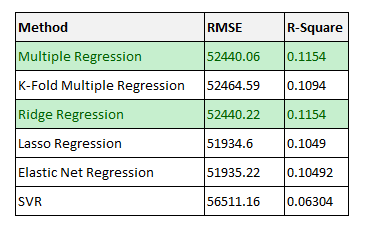 Method RMSE R-Square
Multiple Regression 52440.06 0.1154
K-Fold Multiple Regression 52464.59 0.1094
Ridge Regression 52440.22 0.1154
Lasso Regression 51934.6 0.1049
Elastic Net Regression 51935.22 0.10492
SVR 56511.16 0.06304